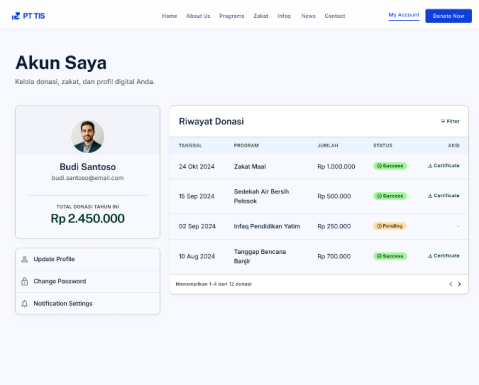 PT TIS
Home About Us Programs Zakat Infaq News Contact
My Account Donate Now
Akun Saya
Kelola donasi, zakat, dan profil digital Anda.
Budi Santoso
budi.santoso@email.com
TOTAL DONASI TAHUN INI
Rp 2.450.000
Update Profile
Change Password
Notification Settings
Riwayat Donasi
Filter
TANGGAL PROGRAM JUMLAH STATUS AKSI
24 Okt 2024 Zakat Maal Rp 1.000.000 Success Certificate
15 Sep 2024 Sedekah Air Bersih Rp 500.000 Success Certificate
Pelosok
02 Sep 2024 Infaq Pendidikan Yatim Rp 250.000 Pending -
10 Aug 2024 Tanggap Bencana Rp 700.000 Success Certificate
Banjir
Menampilkan 1-4 dari 12 donasi